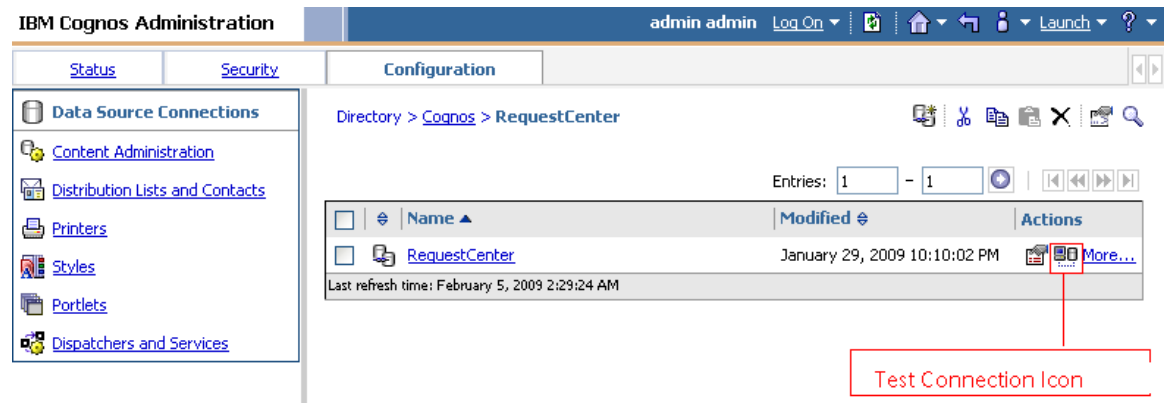 IBM Cognos Administration
admin admin Log On Launch ?
Status Security Configuration
Data Source Connections
Directory > Cognos > RequestCenter
Content Administration
Distribution Lists and Contacts
Entries: 1 - 1
Printers
Name Modified Actions
RequestCenter January 29, 2009 10:10:02 PM More...
Styles
Last refresh time: February 5, 2009 2:29:24 AM
Portlets
Dispatchers and Services
Test Connection Icon